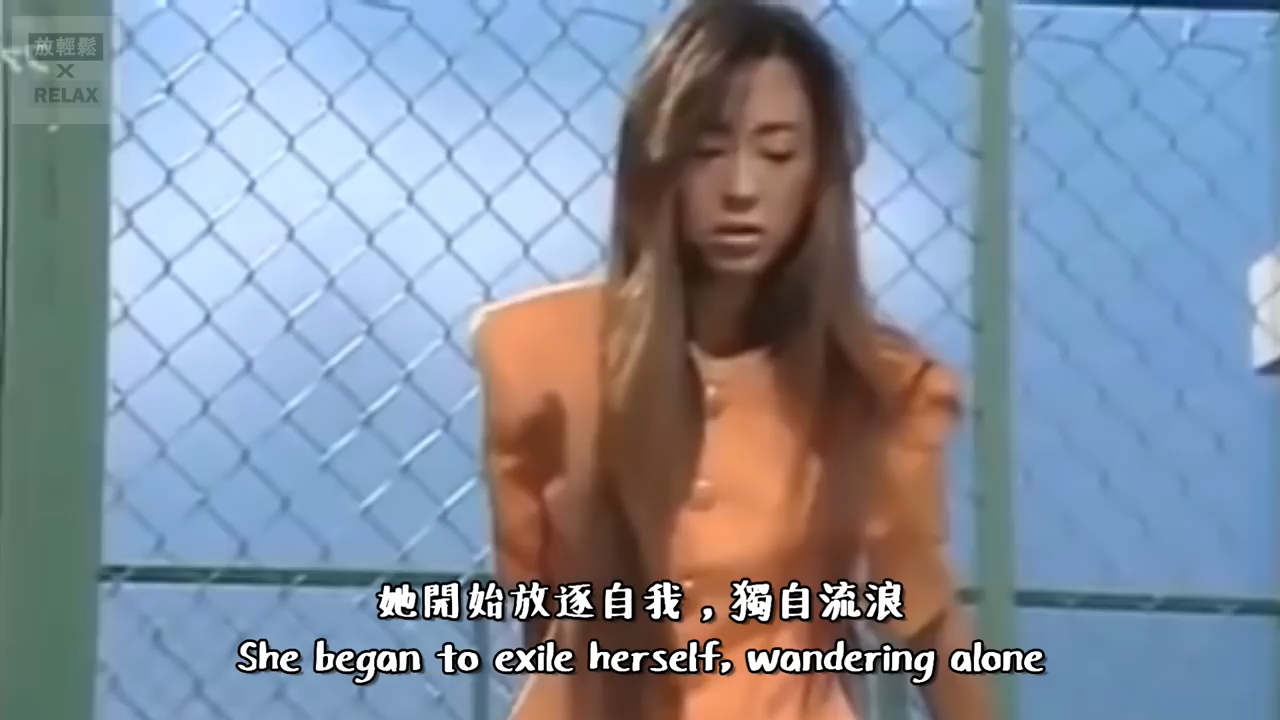 放輕鬆
×
RELAX
她開始放逐自我，獨自流浪
She began to exile herself, wandering alone